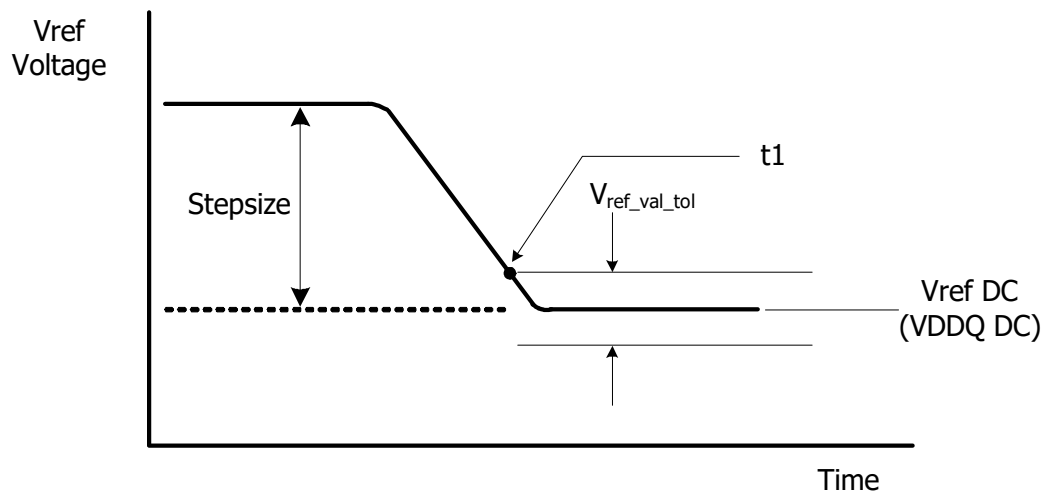 Vref
Voltage
t1
Vref_val_tol
Stepsize
Vref DC
(VDDQ DC)
Time